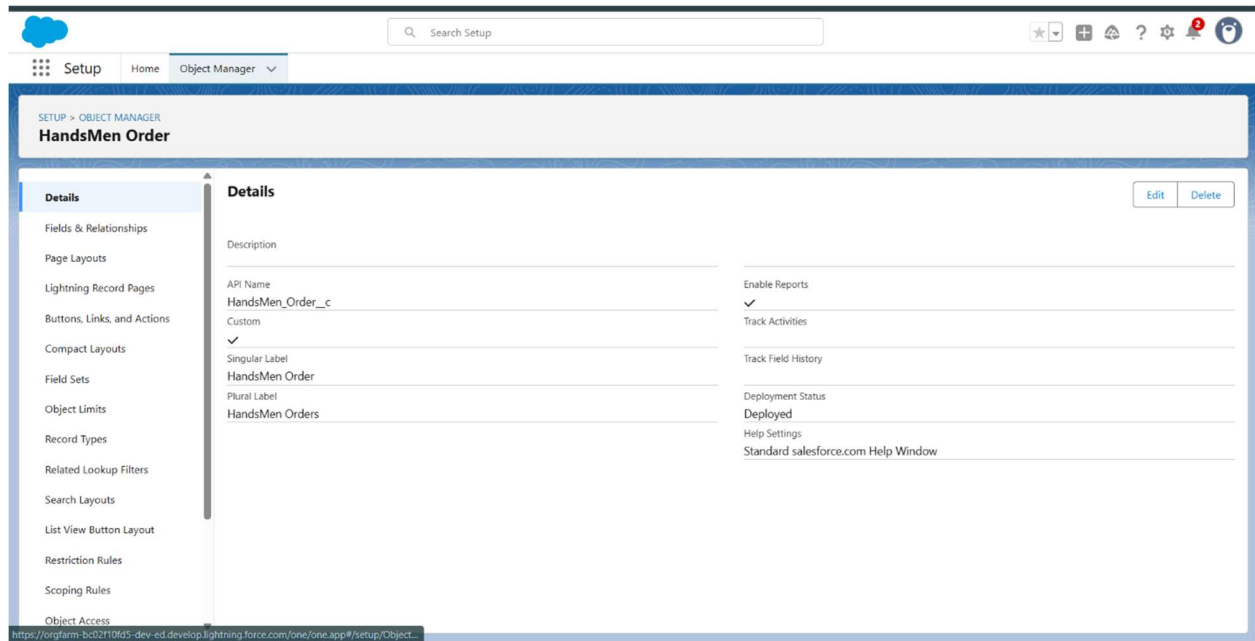 Search Setup
2
Setup
Home
Object Manager
SETUP > OBJECT MANAGER
HandsMen Order
Details
Fields & Relationships
Page Layouts
Lightning Record Pages
Buttons, Links, and Actions
Compact Layouts
Field Sets
Object Limits
Record Types
Related Lookup Filters
Search Layouts
List View Button Layout
Restriction Rules
Scoping Rules
Object Access
Details
Edit
Delete
Description
API Name
HandsMen_Order__c
Custom
Singular Label
HandsMen Order
Plural Label
HandsMen Orders
Enable Reports
Track Activities
Track Field History
Deployment Status
Deployed
Help Settings
Standard salesforce.com Help Window
https://orgfarm-bc02f10fd5-dev-ed.develop.lightning.force.com/one/one.app#/setup/Object...